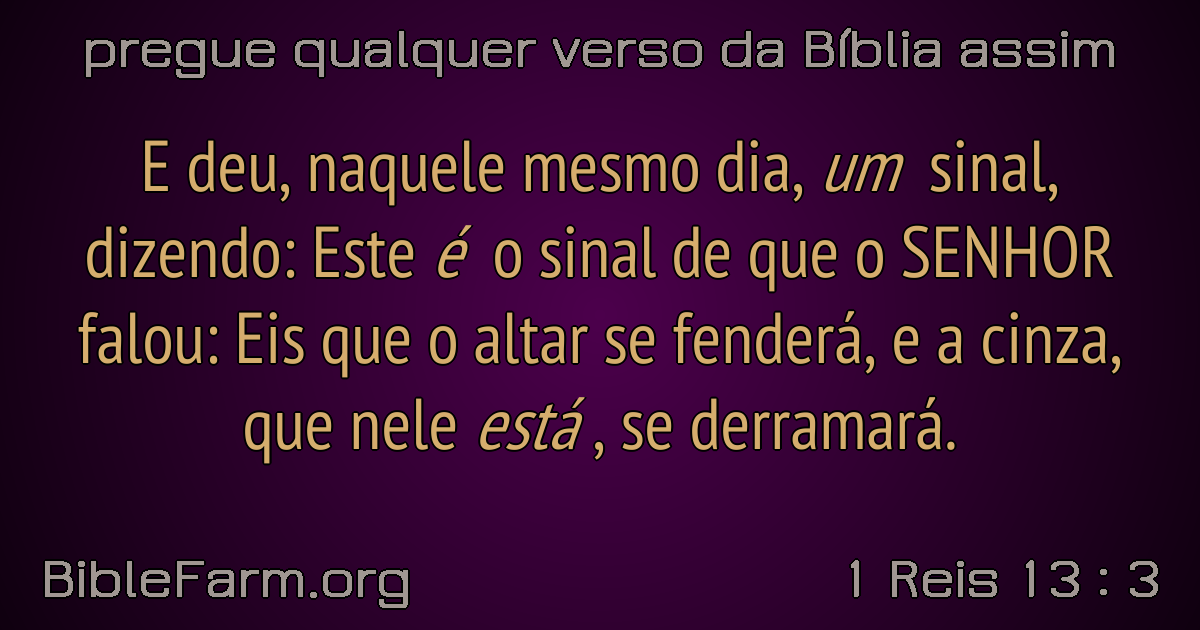 pregue qualquer verso da Bíblia assim
E deu, naquele mesmo dia, um sinal,
dizendo: Este é o sinal de que o SENHOR
falou: Eis que o altar se fenderá, e a cinza,
que nele está , se derramará.
BibleFarm.org
1 Reis 13 : 3